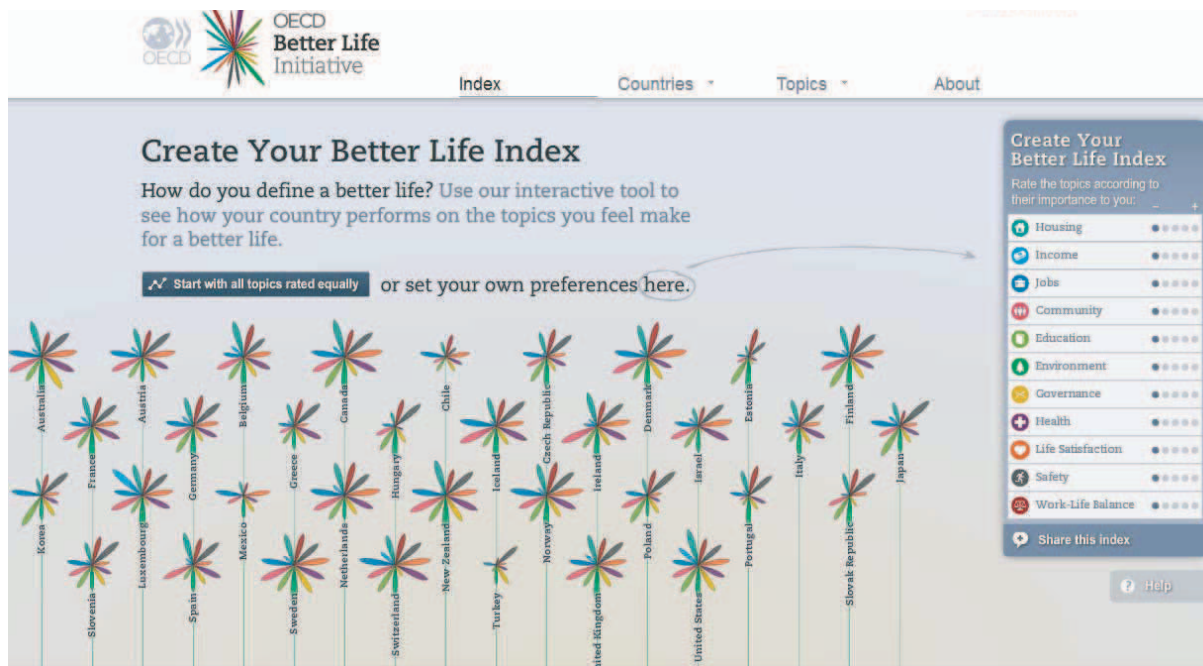 OECD
OECD
Better Life
Initiative
Index
Countries
Topics
About
Create Your Better Life Index
How do you define a better life? Use our interactive tool to
see how your country performs on the topics you feel make
for a better life.
Start with all topics rated equally
or set your own preferences here.
Create Your
Better Life Index
Rate the topics according to
their importance to you: - +
Housing
Income
Jobs
Community
Education
Environment
Governance
Health
Life Satisfaction
Safety
Work-Life Balance
Share this index
Help
Australia
Austria
Belgium
Canada
Chile
Czech Republic
Denmark
Estonia
Finland
France
Germany
Greece
Hungary
Iceland
Ireland
Israel
Italy
Japan
Korea
Luxembourg
Mexico
Netherlands
New Zealand
Norway
Poland
Portugal
Slovak Republic
Slovenia
Spain
Sweden
Switzerland
Turkey
nited Kingdom
United States